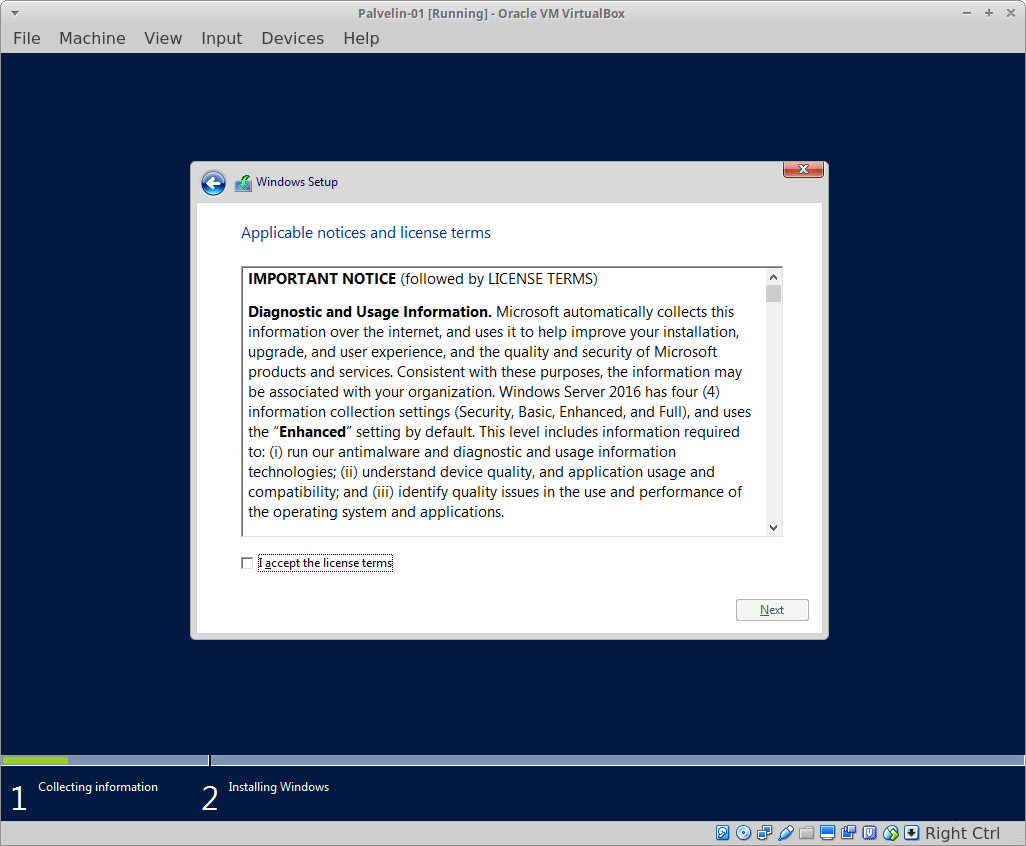 Palvelin-01 [Running] - Oracle VM VirtualBox
File Machine View Input Devices Help
Windows Setup
Applicable notices and license terms
IMPORTANT NOTICE (followed by LICENSE TERMS)
Diagnostic and Usage Information. Microsoft automatically collects this
information over the internet, and uses it to help improve your installation,
upgrade, and user experience, and the quality and security of Microsoft
products and services. Consistent with these purposes, the information may
be associated with your organization. Windows Server 2016 has four (4)
information collection settings (Security, Basic, Enhanced, and Full), and uses
the “Enhanced” setting by default. This level includes information required
to: (i) run our antimalware and diagnostic and usage information
technologies; (ii) understand device quality, and application usage and
compatibility; and (iii) identify quality issues in the use and performance of
the operating system and applications.
I accept the license terms
Next
1 Collecting information
2 Installing Windows
Right Ctrl